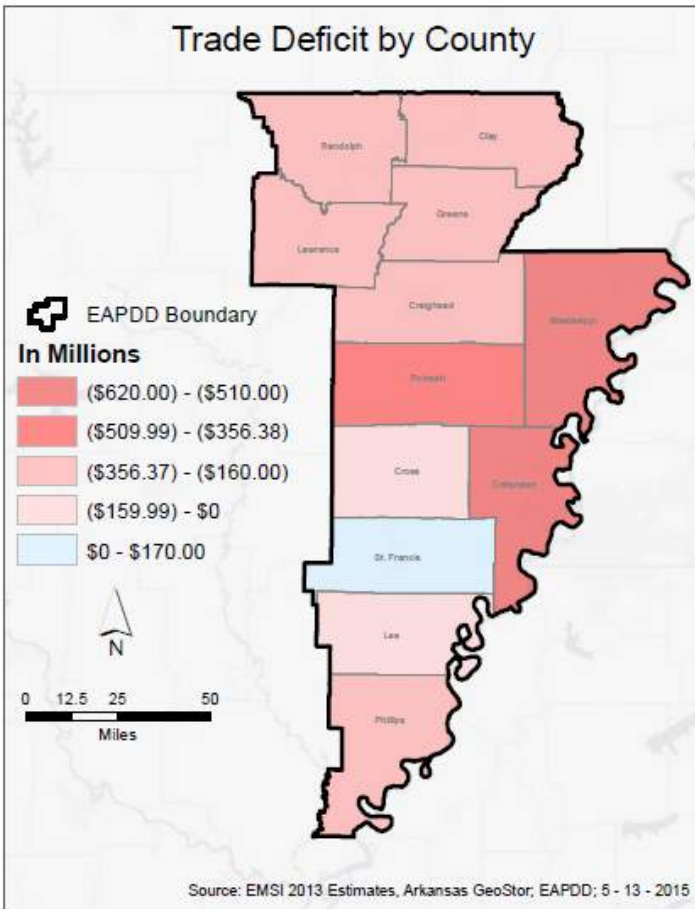 Trade Deficit by County
Randolph
Clay
Greene
Lawrence
Craighead
Mississippi
Poinsett
Cross
Crittenden
St. Francis
Lee
Phillips
EAPDD Boundary
In Millions
($620.00) - ($510.00)
($509.99) - ($356.38)
($356.37) - ($160.00)
($159.99) - $0
$0 - $170.00
N
0 12.5 25 50
Miles
Source: EMSI 2013 Estimates, Arkansas GeoStor; EAPDD; 5 - 13 - 2015